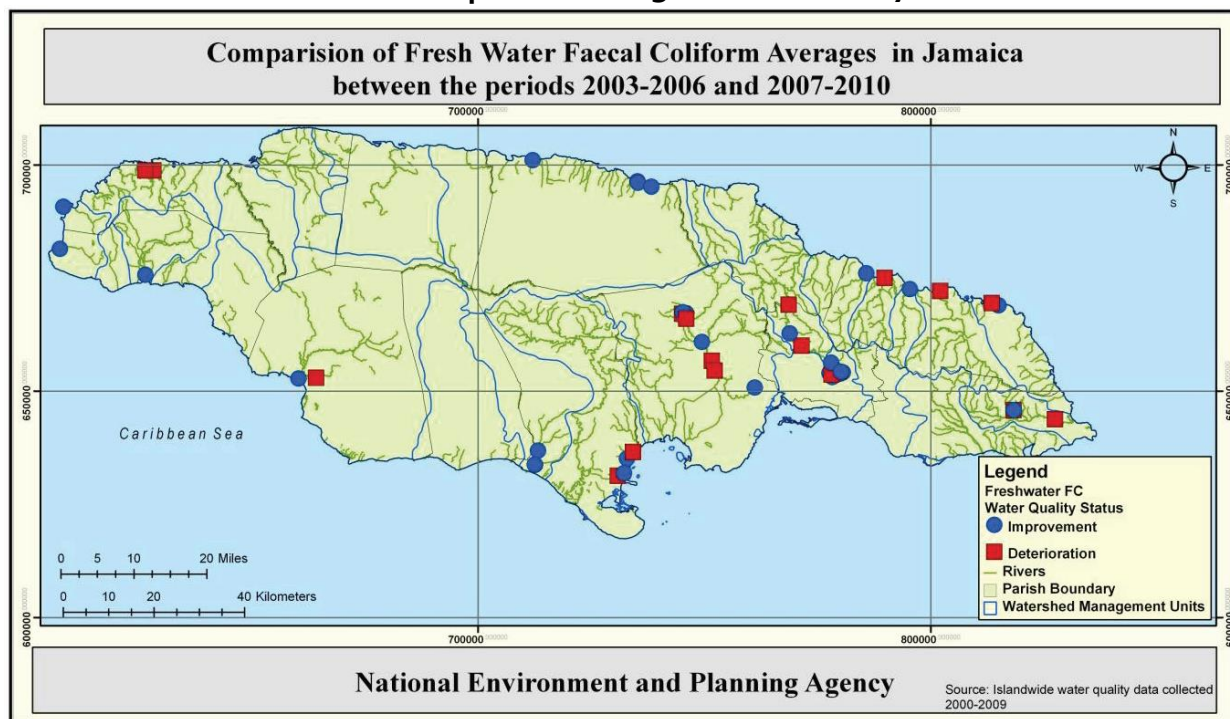 Comparision of Fresh Water Faecal Coliform Averages in Jamaica
between the periods 2003-2006 and 2007-2010
700000
800000
700000
700000
N
W
E
S
650000
650000
Caribbean Sea
Legend
Freshwater FC
Water Quality Status
Improvement
Deterioration
Rivers
Parish Boundary
Watershed Management Units
0 5 10 20 Miles
0 10 20 40 Kilometers
600000
600000
700000
800000
National Environment and Planning Agency
Source: Islandwide water quality data collected
2000-2009